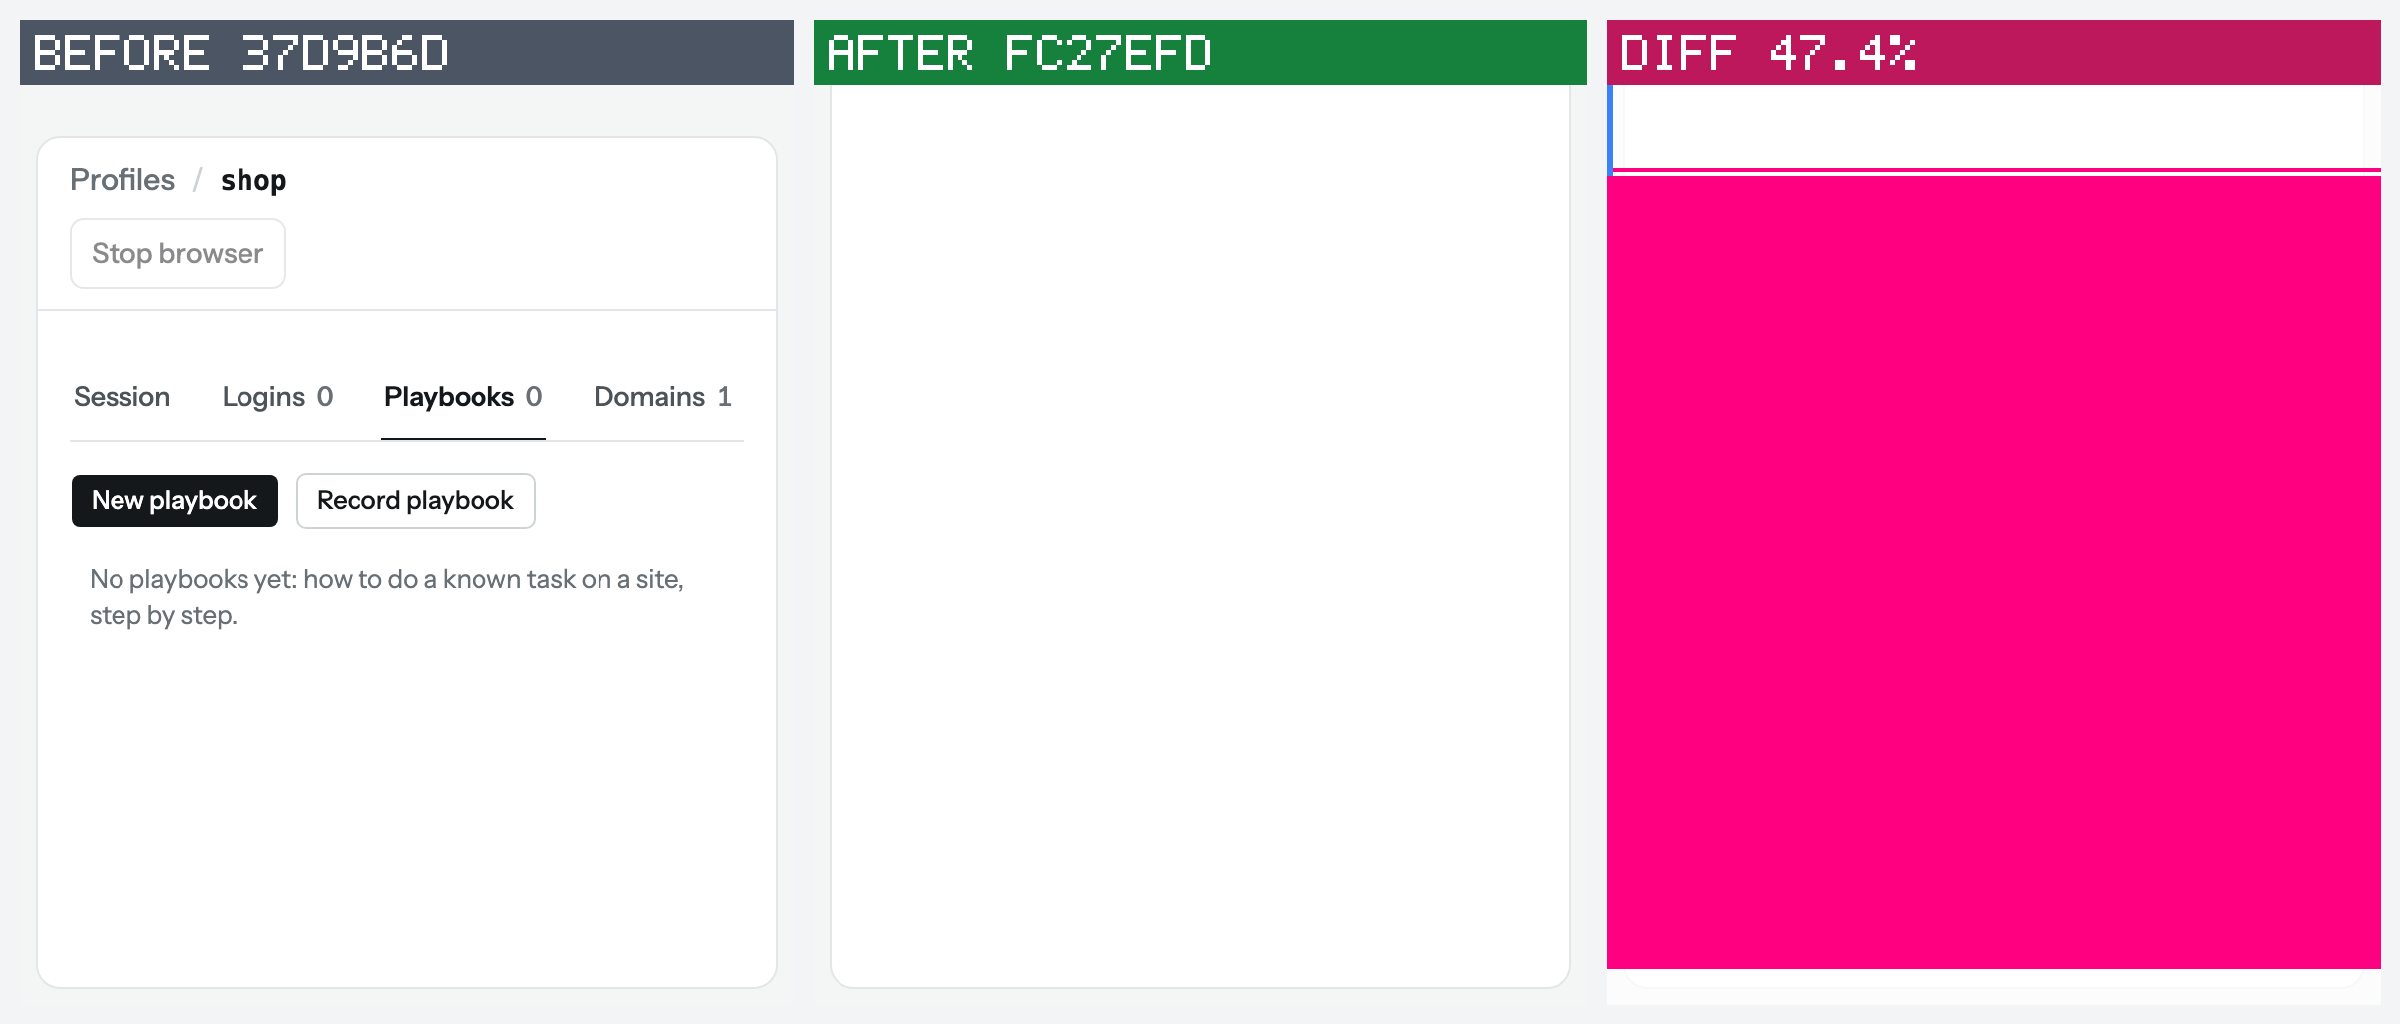 BEFORE 37D9B6D
Profiles / shop
Stop browser
Session Logins 0 Playbooks 0 Domains 1
New playbook Record playbook
No playbooks yet: how to do a known task on a site,
step by step.
AFTER FC27EFD
DIFF 47.4%